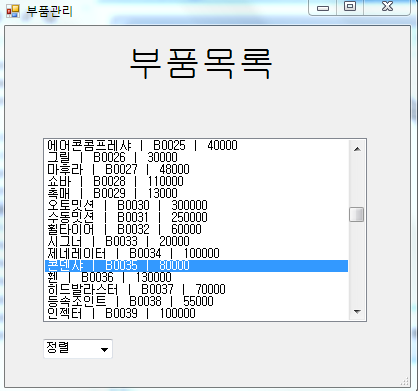 부품관리
부품목록
에어콘콤프레샤 | B0025 | 40000
그릴 | B0026 | 30000
마후라 | B0027 | 48000
쇼바 | B0028 | 110000
촉매 | B0029 | 13000
오토밋션 | B0030 | 300000
수동밋션 | B0031 | 250000
휠타이어 | B0032 | 60000
시그너 | B0033 | 20000
제네레이터 | B0034 | 100000
콘덴샤 | B0035 | 80000
휀 | B0036 | 130000
히드발라스터 | B0037 | 70000
등속조인트 | B0038 | 55000
인젝터 | B0039 | 100000
정렬